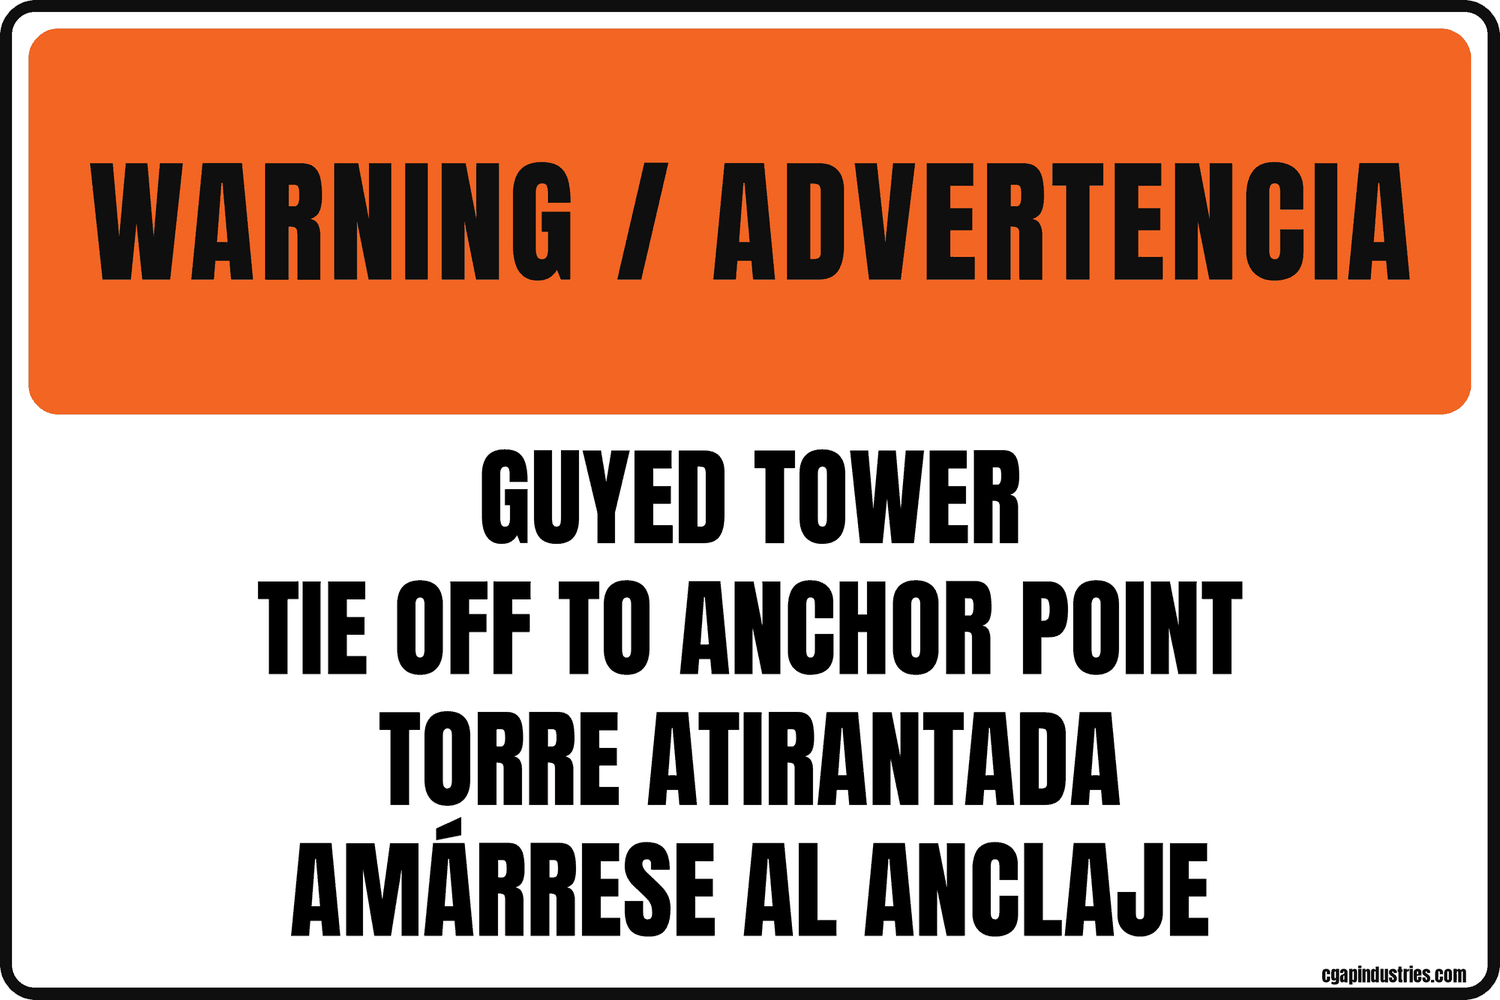 WARNING / ADVERTENCIA
GUYED TOWER
TIE OFF TO ANCHOR POINT
TORRE ATIRANTADA
AMÁRRESE AL ANCLAJE
cgapindustries.com